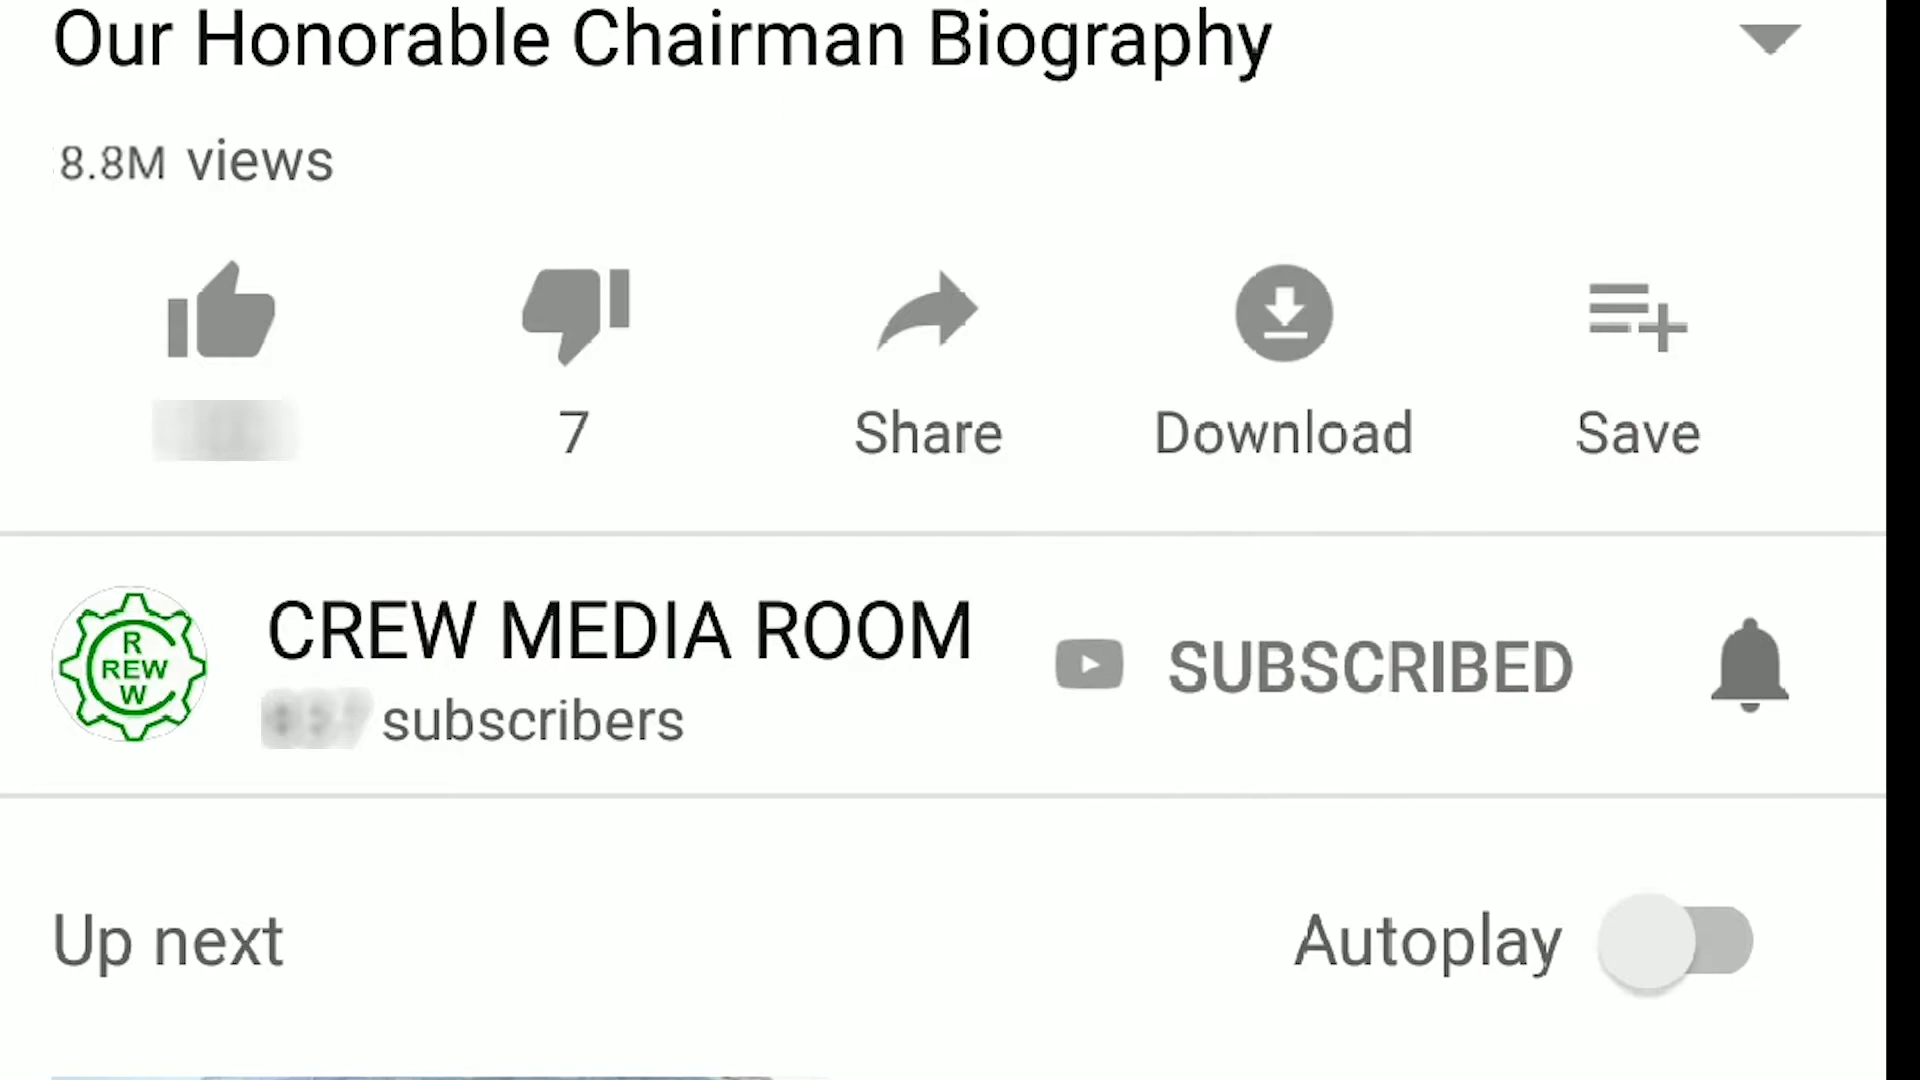 Our Honorable Chairman Biography
8.8M views
7
Share
Download
Save
R
REW
W
CREW MEDIA ROOM
subscribers
SUBSCRIBED
Up next
Autoplay